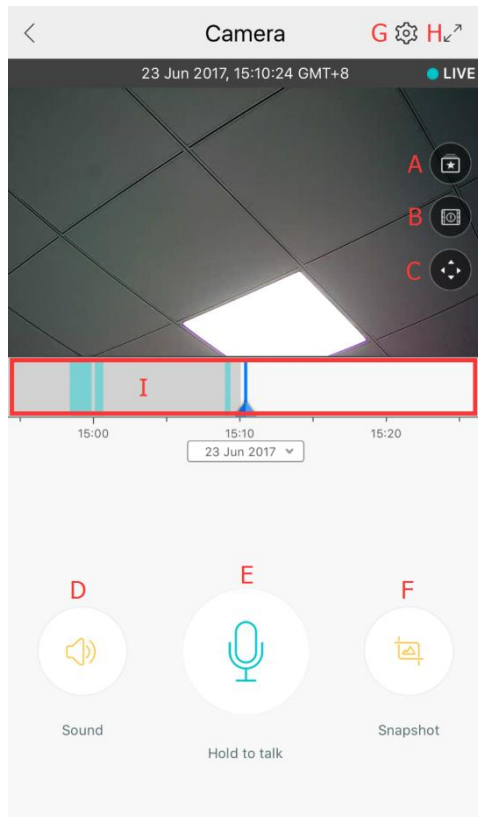 Camera G H
23 Jun 2017, 15:10:24 GMT+8 LIVE
A
B
C
I
15:00 15:10 15:20
23 Jun 2017
D E F
Sound Hold to talk Snapshot